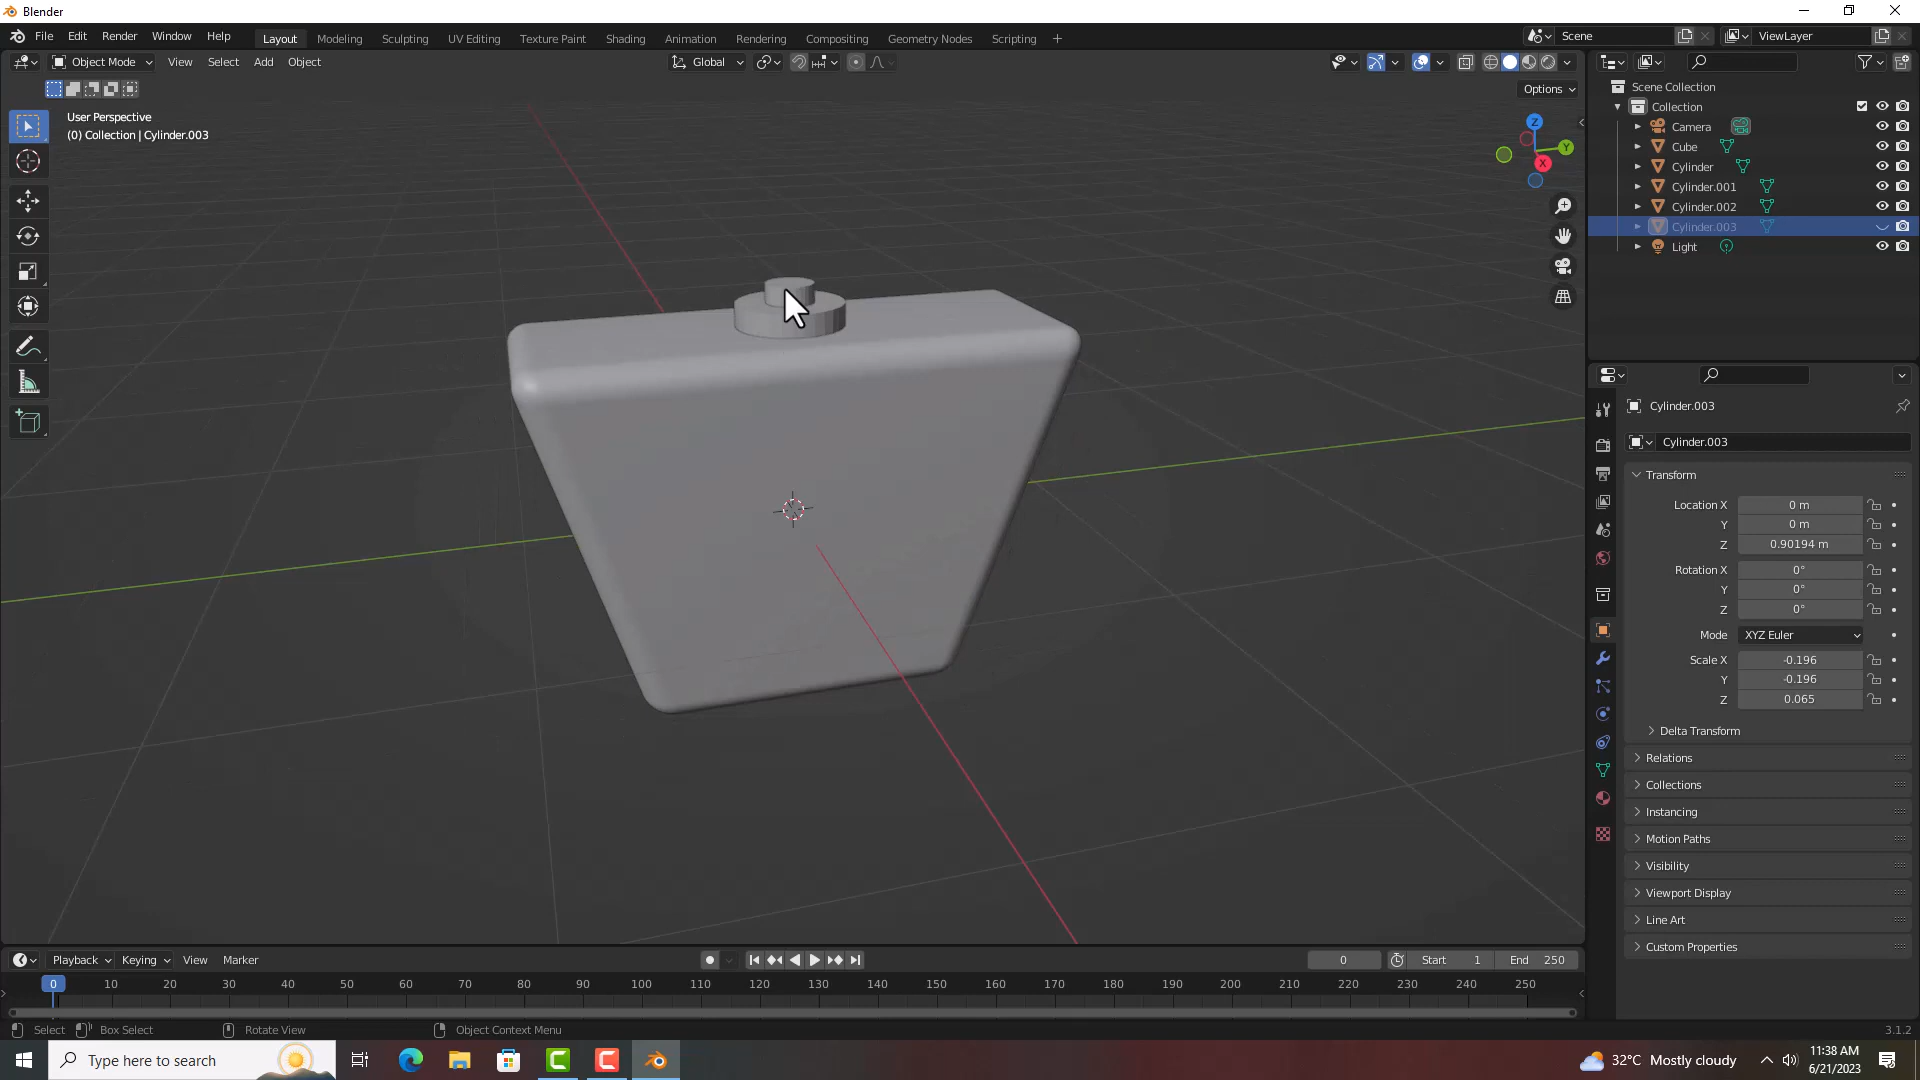 Blender
File Edit Render Window Help Layout Modeling Sculpting UV Editing Texture Paint Shading Animation Rendering Compositing Geometry Nodes Scripting + Scene ViewLayer
Object Mode View Select Add Object Global
Options
User Perspective
(0) Collection | Cylinder.003
Z
Y
X
Scene Collection
Collection
Camera
Cube
Cylinder
Cylinder.001
Cylinder.002
Cylinder.003
Light
Cylinder.003
Cylinder.003
Transform
Location X 0 m
Y 0 m
Z 0.90194 m
Rotation X 0°
Y 0°
Z 0°
Mode XYZ Euler
Scale X -0.196
Y -0.196
Z 0.065
Delta Transform
Relations
Collections
Instancing
Motion Paths
Visibility
Viewport Display
Line Art
Custom Properties
Playback Keying View Marker 0 Start 1 End 250
0 10 20 30 40 50 60 70 80 90 100 110 120 130 140 150 160 170 180 190 200 210 220 230 240 250
Select Box Select Rotate View Object Context Menu 3.1.2
Type here to search 32°C Mostly cloudy 11:38 AM
6/21/2023